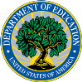 DEPARTMENT OF EDUCATION
UNITED STATES OF AMERICA